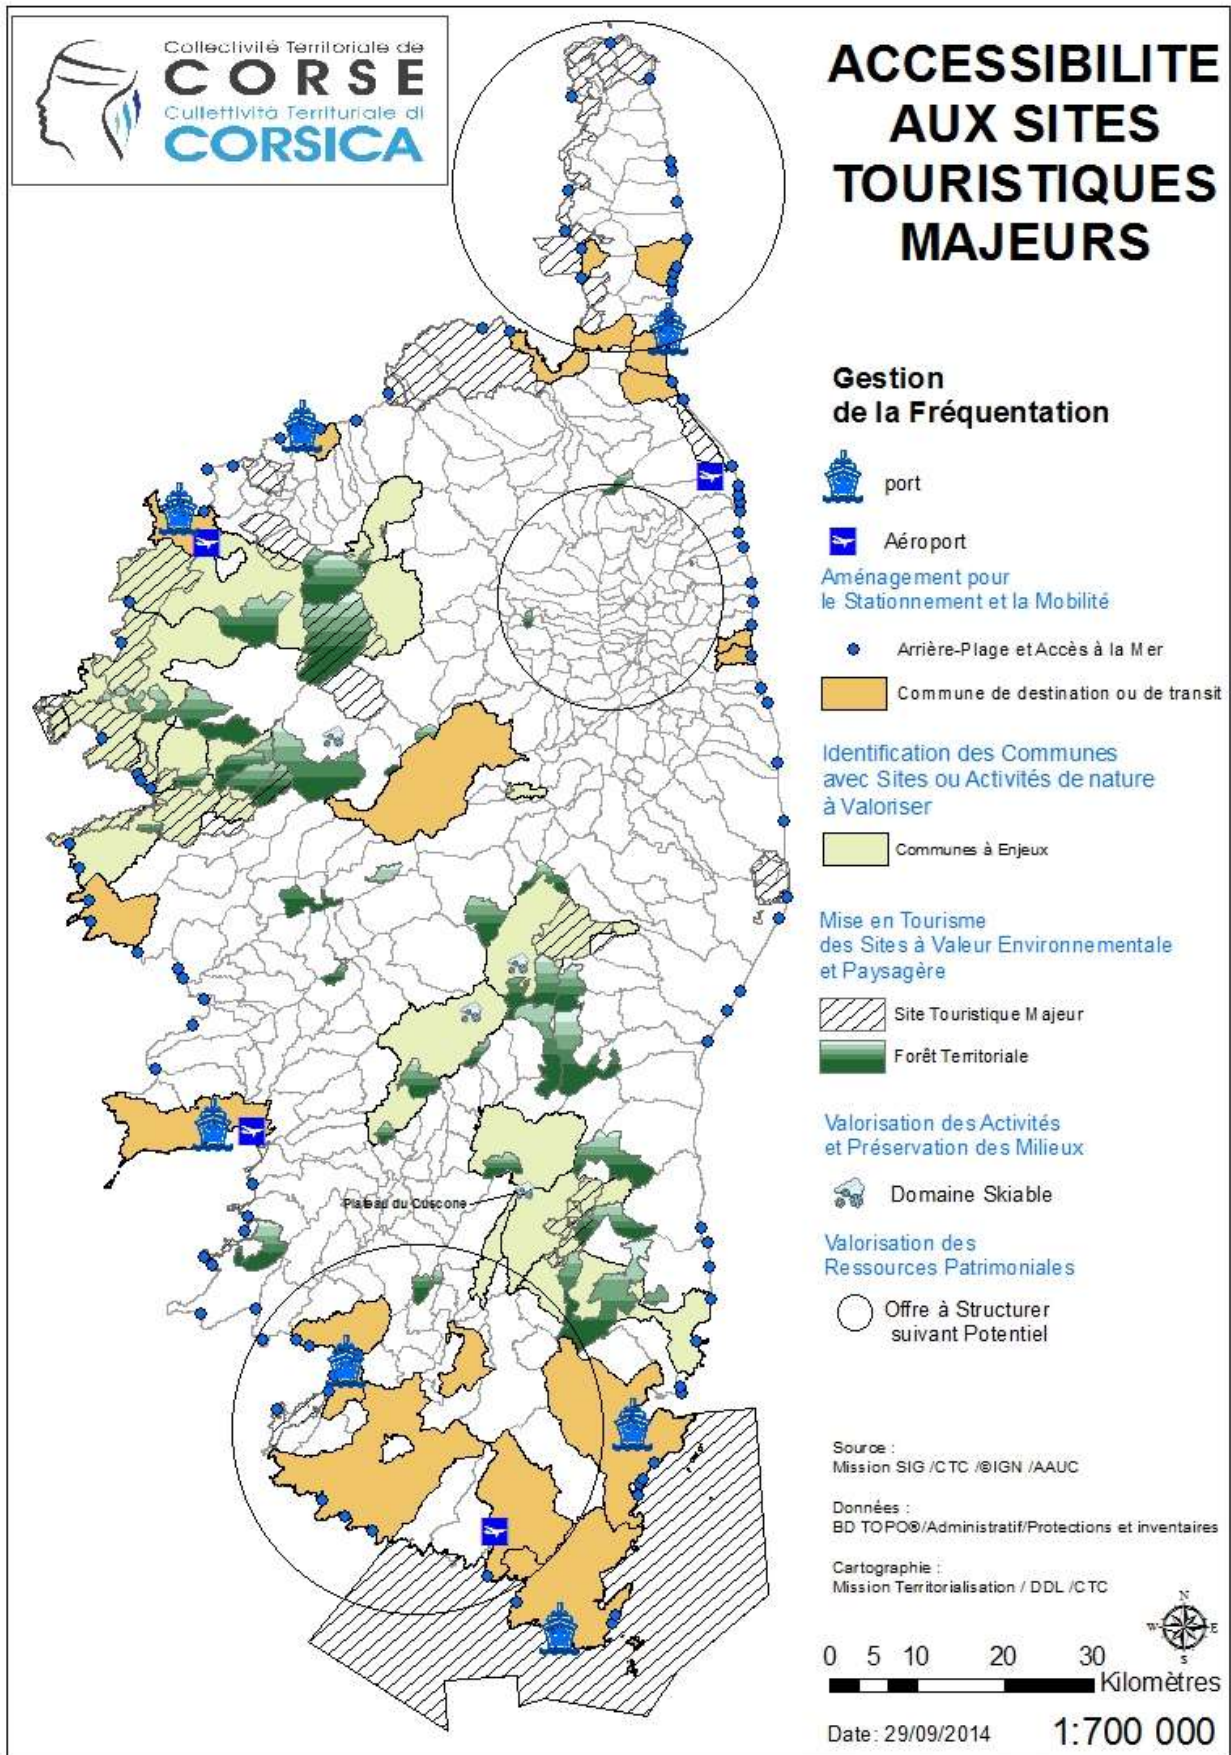 Collectivité Territoriale de
CORSE
Cullettività Territuriale di
CORSICA
ACCESSIBILITE
AUX SITES
TOURISTIQUES
MAJEURS
Gestion
de la Fréquentation
port
Aéroport
Aménagement pour
le Stationnement et la Mobilité
Arrière-Plage et Accès à la Mer
Commune de destination ou de transit
Identification des Communes
avec Sites ou Activités de nature
à Valoriser
Communes à Enjeux
Mise en Tourisme
des Sites à Valeur Environnementale
et Paysagère
Site Touristique Majeur
Forêt Territoriale
Valorisation des Activités
et Préservation des Milieux
Domaine Skiable
Valorisation des
Ressources Patrimoniales
Offre à Structurer
suivant Potentiel
Plateau du Cuscone
Source :
Mission SIG /CTC /©IGN /AAUC
Données :
BD TOPO®/Administratif/Protections et inventaires
Cartographie :
Mission Territorialisation / DDL /CTC
N
W E
S
0 5 10 20 30
Kilomètres
Date: 29/09/2014 1:700 000